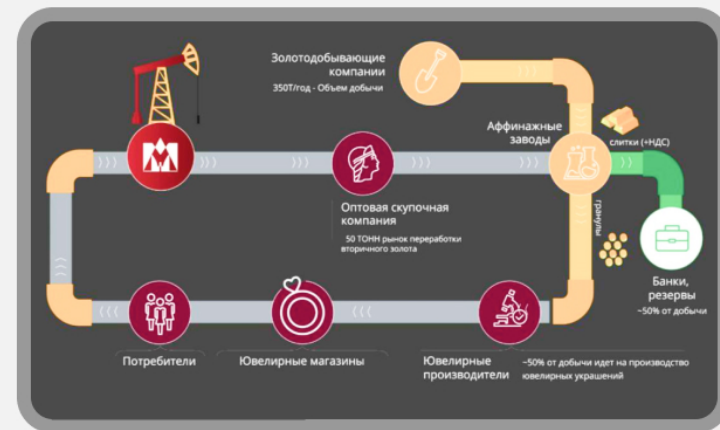 Золотодобывающие
компании
350Т/год - Объем добычи
Аффинажные
заводы
слитки (+НДС)
гранулы
Оптовая скупочная
компания
50 ТОНН рынок переработки
вторичного золота
Банки,
резервы
~50% от добычи
Потребители
Ювелирные магазины
Ювелирные
производители
~50% от добычи идет на производство
ювелирных украшений